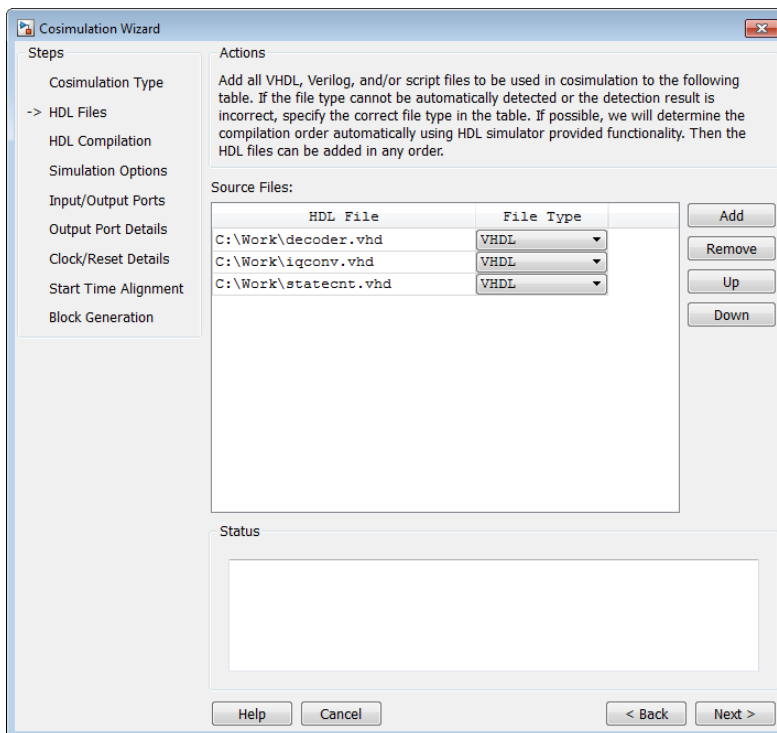 Cosimulation Wizard
Steps
Cosimulation Type
-> HDL Files
HDL Compilation
Simulation Options
Input/Output Ports
Output Port Details
Clock/Reset Details
Start Time Alignment
Block Generation
Actions
Add all VHDL, Verilog, and/or script files to be used in cosimulation to the following
table. If the file type cannot be automatically detected or the detection result is
incorrect, specify the correct file type in the table. If possible, we will determine the
compilation order automatically using HDL simulator provided functionality. Then the
HDL files can be added in any order.
Source Files:
HDL File File Type
C:\Work\decoder.vhd VHDL
C:\Work\iqconv.vhd VHDL
C:\Work\statecnt.vhd VHDL
Add
Remove
Up
Down
Status
Help Cancel < Back Next >